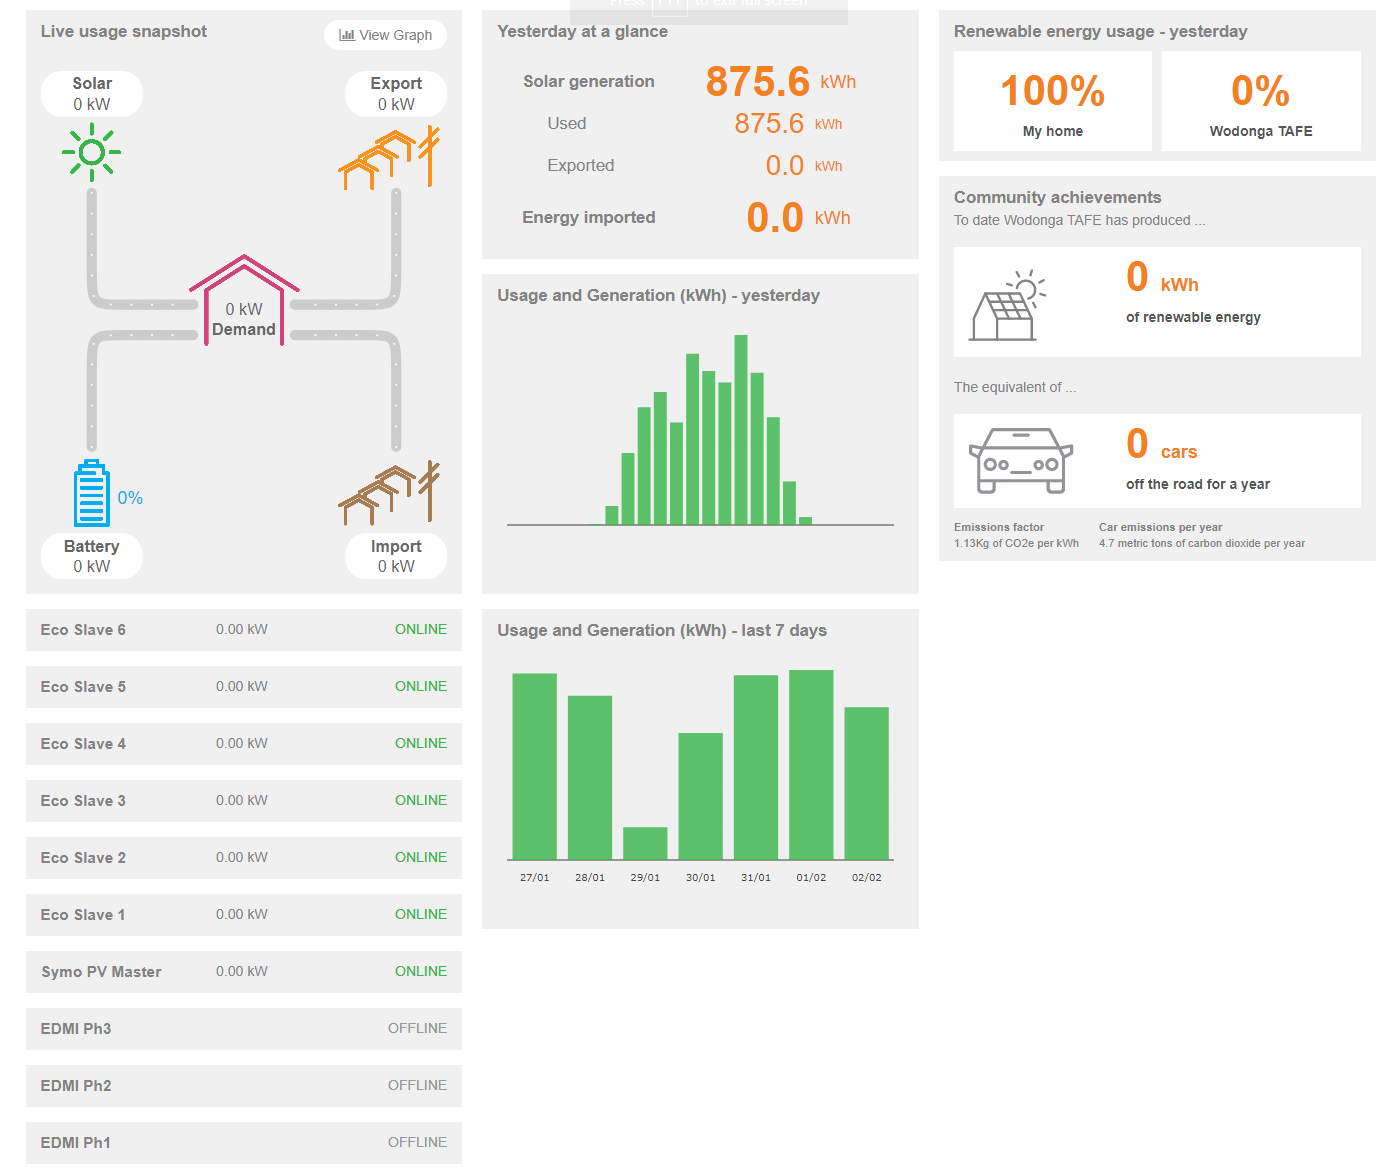 Press
to exit full screen
Live usage snapshot
View Graph
Solar
0 kW
Export
0 kW
0 kW
Demand
0%
Battery
0 kW
Import
0 kW
Eco Slave 6 0.00 kW ONLINE
Eco Slave 5 0.00 kW ONLINE
Eco Slave 4 0.00 kW ONLINE
Eco Slave 3 0.00 kW ONLINE
Eco Slave 2 0.00 kW ONLINE
Eco Slave 1 0.00 kW ONLINE
Symo PV Master 0.00 kW ONLINE
EDMI Ph3 OFFLINE
EDMI Ph2 OFFLINE
EDMI Ph1 OFFLINE
Yesterday at a glance
Solar generation 875.6 kWh
Used 875.6 kWh
Exported 0.0 kWh
Energy imported 0.0 kWh
Usage and Generation (kWh) - yesterday
Usage and Generation (kWh) - last 7 days
27/01 28/01 29/01 30/01 31/01 01/02 02/02
Renewable energy usage - yesterday
100%
My home
0%
Wodonga TAFE
Community achievements
To date Wodonga TAFE has produced ...
0 kWh
of renewable energy
The equivalent of ...
0 cars
off the road for a year
Emissions factor
1.13Kg of CO2e per kWh
Car emissions per year
4.7 metric tons of carbon dioxide per year